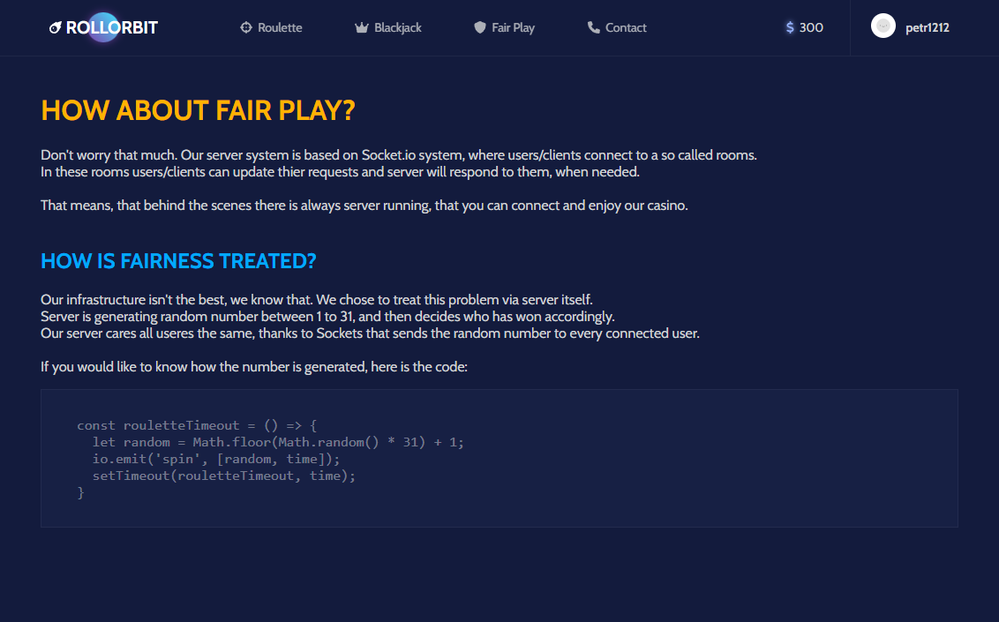 ROLLORBIT
Roulette
Blackjack
Fair Play
Contact
$ 300
petr1212
HOW ABOUT FAIR PLAY?
Don't worry that much. Our server system is based on Socket.io system, where users/clients connect to a so called rooms.
In these rooms users/clients can update thier requests and server will respond to them, when needed.
That means, that behind the scenes there is always server running, that you can connect and enjoy our casino.
HOW IS FAIRNESS TREATED?
Our infrastructure isn't the best, we know that. We chose to treat this problem via server itself.
Server is generating random number between 1 to 31, and then decides who has won accordingly.
Our server cares all useres the same, thanks to Sockets that sends the random number to every connected user.
If you would like to know how the number is generated, here is the code:
const rouletteTimeout = () => {
  let random = Math.floor(Math.random() * 31) + 1;
  io.emit('spin', [random, time]);
  setTimeout(rouletteTimeout, time);
}